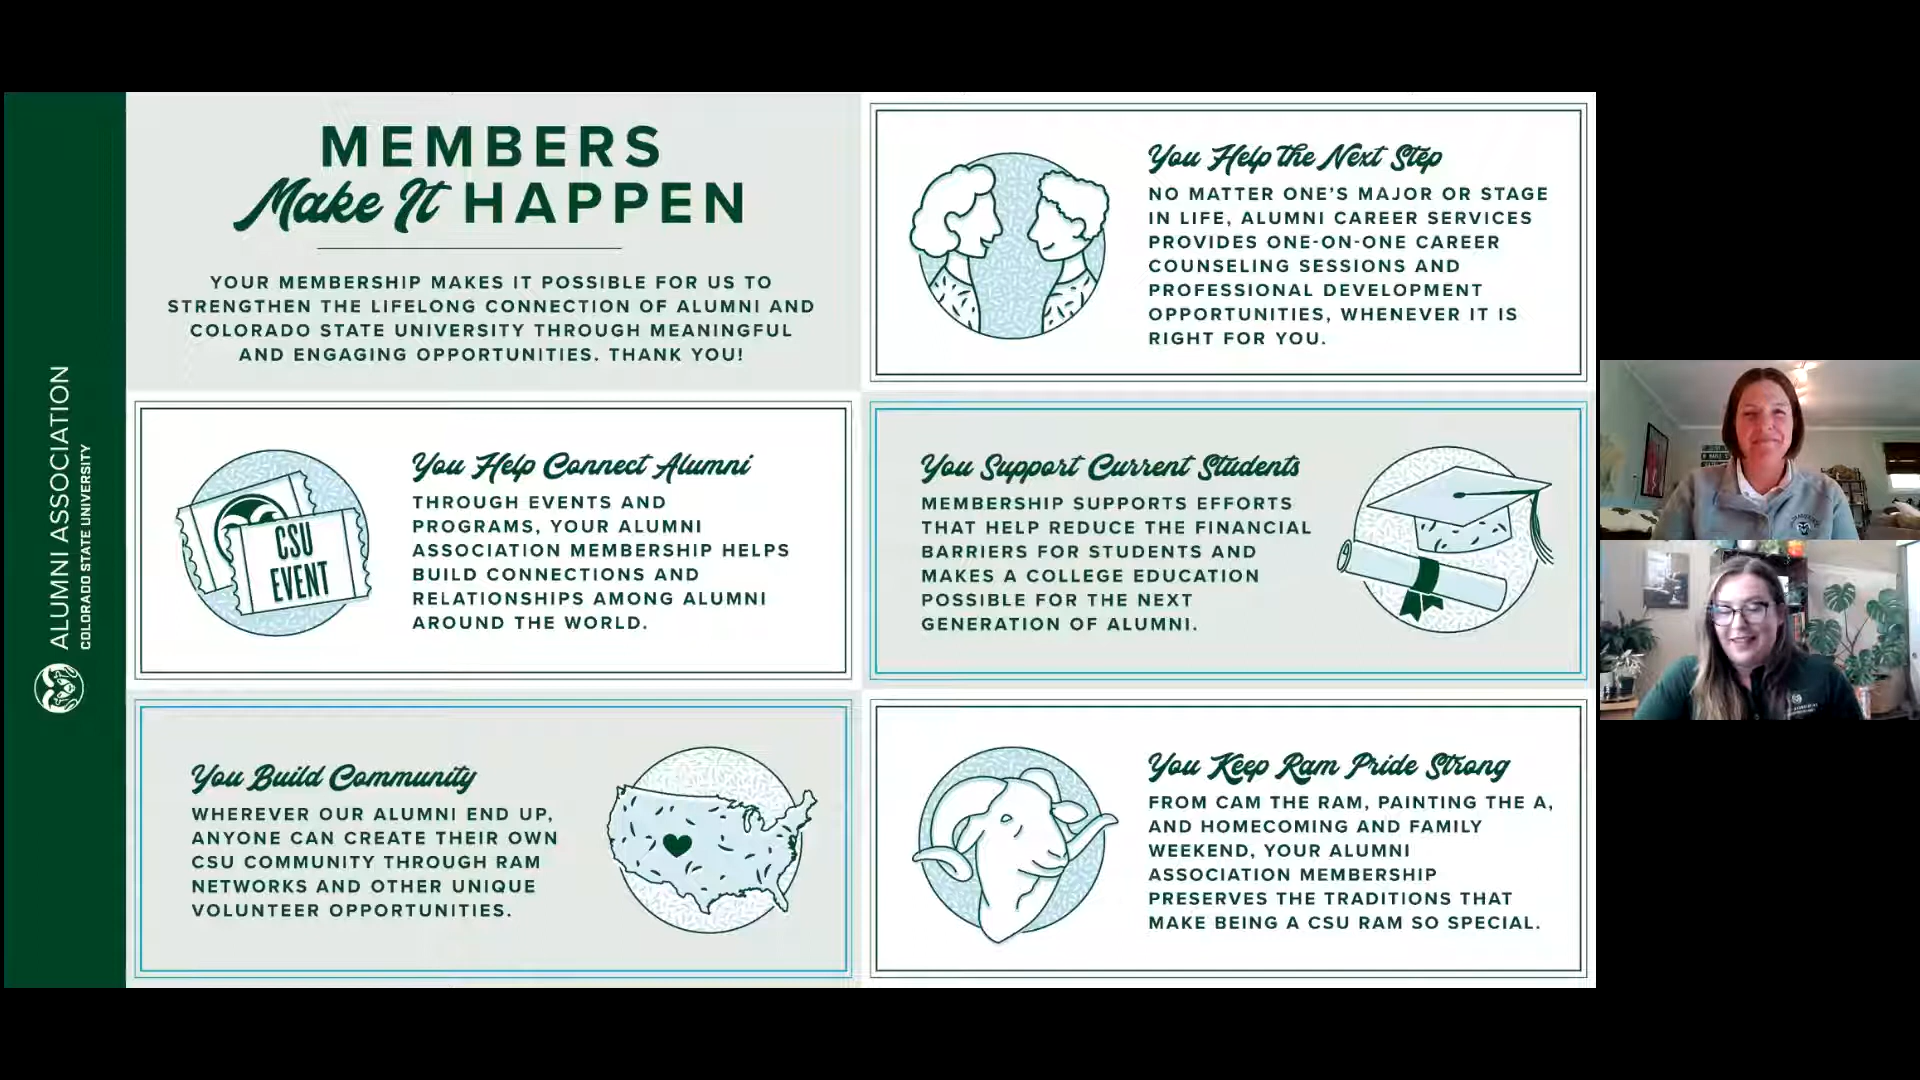 MEMBERS
Make It HAPPEN
YOUR MEMBERSHIP MAKES IT POSSIBLE FOR US TO
STRENGTHEN THE LIFELONG CONNECTION OF ALUMNI AND
COLORADO STATE UNIVERSITY THROUGH MEANINGFUL
AND ENGAGING OPPORTUNITIES. THANK YOU!
You Help the Next Step
NO MATTER ONE'S MAJOR OR STAGE
IN LIFE, ALUMNI CAREER SERVICES
PROVIDES ONE-ON-ONE CAREER
COUNSELING SESSIONS AND
PROFESSIONAL DEVELOPMENT
OPPORTUNITIES, WHENEVER IT IS
RIGHT FOR YOU.
You Help Connect Alumni
THROUGH EVENTS AND
PROGRAMS, YOUR ALUMNI
ASSOCIATION MEMBERSHIP HELPS
BUILD CONNECTIONS AND
RELATIONSHIPS AMONG ALUMNI
AROUND THE WORLD.
CSU
EVENT
You Support Current Students
MEMBERSHIP SUPPORTS EFFORTS
THAT HELP REDUCE THE FINANCIAL
BARRIERS FOR STUDENTS AND
MAKES A COLLEGE EDUCATION
POSSIBLE FOR THE NEXT
GENERATION OF ALUMNI.
You Build Community
WHEREVER OUR ALUMNI END UP,
ANYONE CAN CREATE THEIR OWN
CSU COMMUNITY THROUGH RAM
NETWORKS AND OTHER UNIQUE
VOLUNTEER OPPORTUNITIES.
You Keep Ram Pride Strong
FROM CAM THE RAM, PAINTING THE A,
AND HOMECOMING AND FAMILY
WEEKEND, YOUR ALUMNI
ASSOCIATION MEMBERSHIP
PRESERVES THE TRADITIONS THAT
MAKE BEING A CSU RAM SO SPECIAL.
ALUMNI ASSOCIATION
COLORADO STATE UNIVERSITY